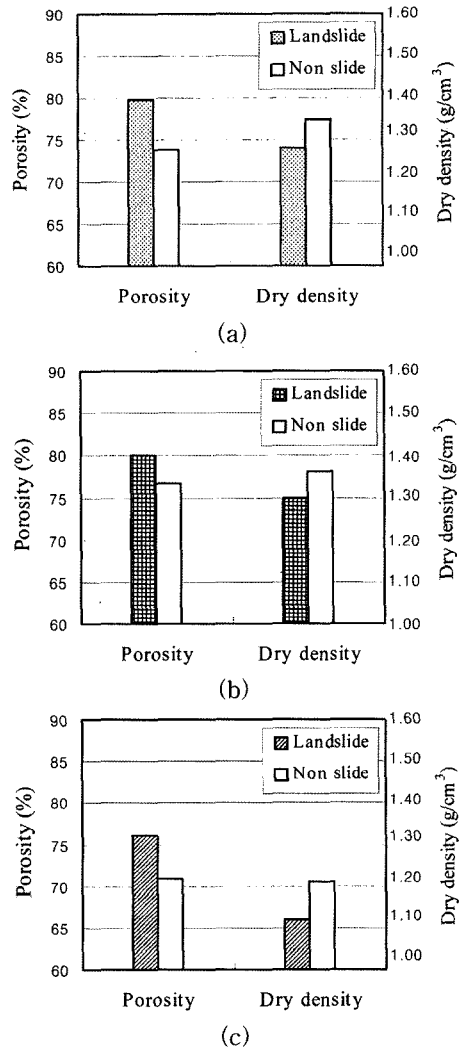 90
85
80
75
70
65
60
Porosity (%)
1.60
1.50
1.40
1.30
1.20
1.10
1.00
Dry density (g/cm³)
Landslide
Non slide
Porosity Dry density
(a)
90
85
80
75
70
65
60
Porosity (%)
1.60
1.50
1.40
1.30
1.20
1.10
1.00
Dry density (g/cm³)
Landslide
Non slide
Porosity Dry density
(b)
90
85
80
75
70
65
60
Porosity (%)
1.60
1.50
1.40
1.30
1.20
1.10
1.00
Dry density (g/cm³)
Landslide
Non slide
Porosity Dry density
(c)